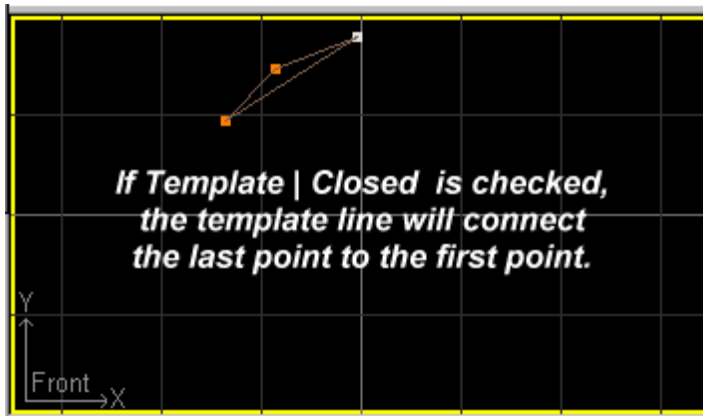 If Template | Closed is checked,
the template line will connect
the last point to the first point.
Y
Front
X